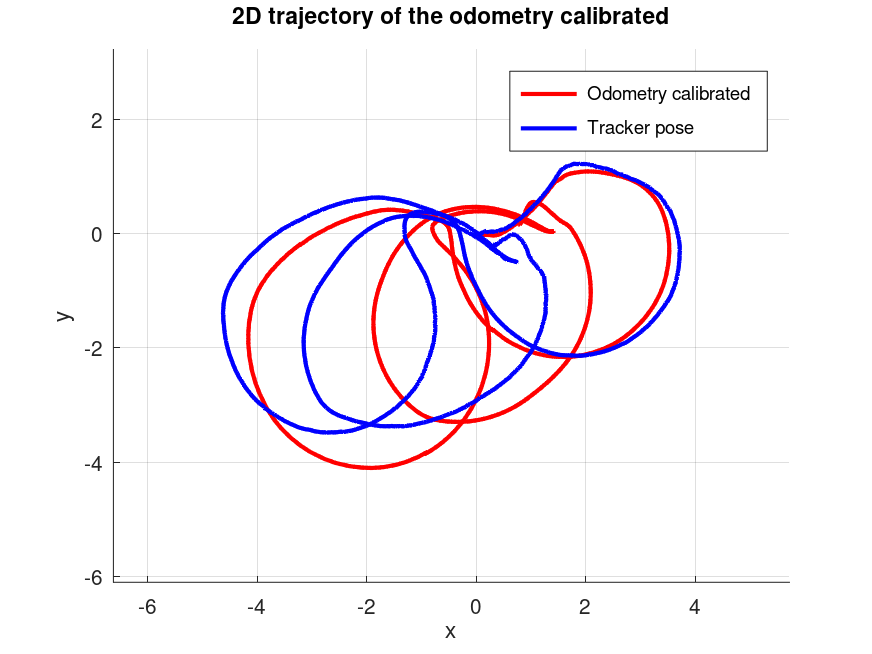 2D trajectory of the odometry calibrated
Odometry calibrated
Tracker pose
2
0
-2
-4
-6
y
-6 -4 -2 0 2 4
x